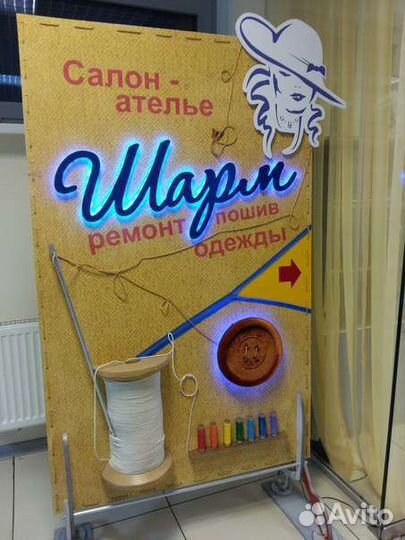 Салон -
ателье
Шарм
ремонт пошив
одежды
Avito